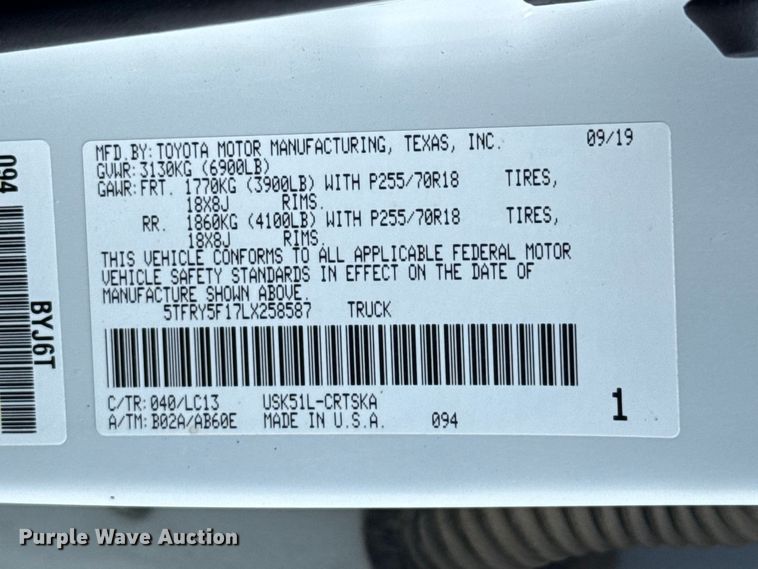 MFD.BY: TOYOTA MOTOR MANUFACTURING, TEXAS, INC. 09/19
GVWR: 3130KG (6900LB)
GAWR: FRT. 1770KG (3900LB) WITH P255/70R18 TIRES,
18X8J RIMS.
RR. 1860KG (4100LB) WITH P255/70R18 TIRES,
18X8J RIMS.
THIS VEHICLE CONFORMS TO ALL APPLICABLE FEDERAL MOTOR
VEHICLE SAFETY STANDARDS IN EFFECT ON THE DATE OF
MANUFACTURE SHOWN ABOVE.
5TFRY5F17LX258587 TRUCK
C/TR: 040/LC13 USK51L-CRTSKA 1
A/TM: B02A/AB60E MADE IN U.S.A. 094
094
BYJ6T
Purple Wave Auction